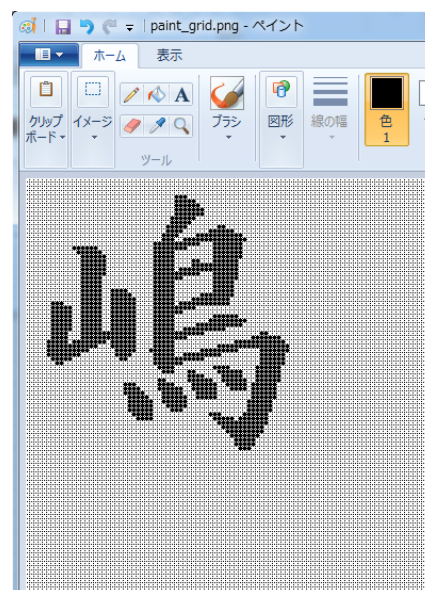 paint_grid.png - ペイント
ホーム 表示
A
クリップ
ボード
イメージ
ブラシ
図形
線の幅
色
1
ツール
嶋